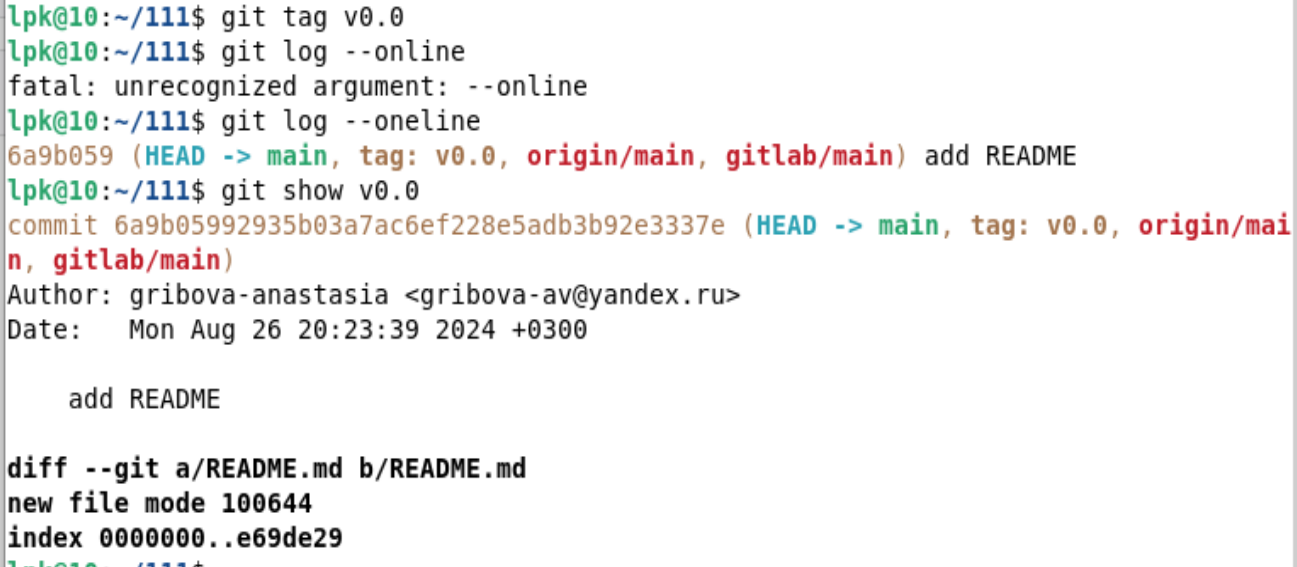 lpk@10:~/111$ git tag v0.0
lpk@10:~/111$ git log --online
fatal: unrecognized argument: --online
lpk@10:~/111$ git log --oneline
6a9b059 (HEAD -> main, tag: v0.0, origin/main, gitlab/main) add README
lpk@10:~/111$ git show v0.0
commit 6a9b05992935b03a7ac6ef228e5adb3b92e3337e (HEAD -> main, tag: v0.0, origin/mai
n, gitlab/main)
Author: gribova-anastasia <gribova-av@yandex.ru>
Date:   Mon Aug 26 20:23:39 2024 +0300
    add README
diff --git a/README.md b/README.md
new file mode 100644
index 0000000..e69de29
lpk@10:~/111$